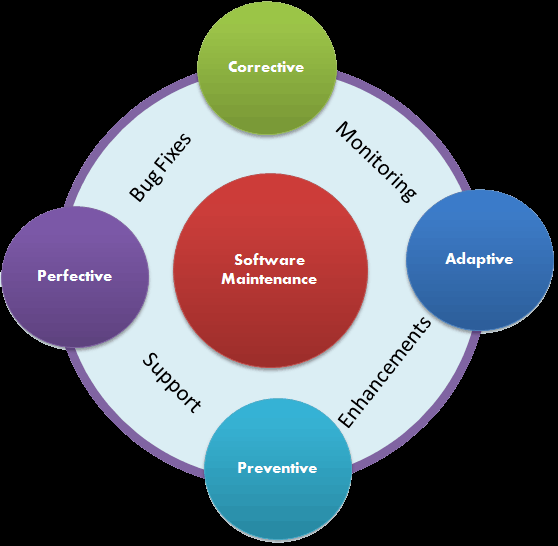 Corrective
Bug Fixes
Monitoring
Perfective
Software
Maintenance
Adaptive
Support
Enhancements
Preventive